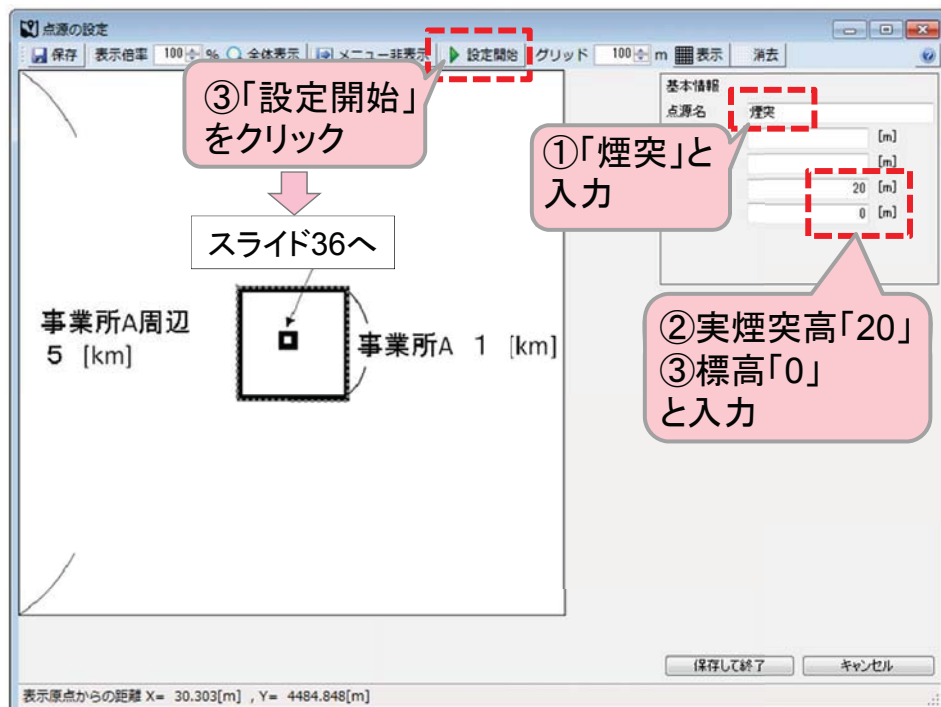 点源の設定
保存 表示倍率 100 % 全体表示 メニュー非表示 設定開始 グリッド 100 m 表示 消去
③「設定開始」
をクリック
スライド36へ
基本情報
点源名 煙突
[m]
[m]
20 [m]
0 [m]
①「煙突」と
入力
②実煙突高「20」
③標高「0」
と入力
事業所A周辺
5 [km]
事業所A 1 [km]
保存して終了 キャンセル
表示原点からの距離 X= 30.303[m] , Y= 4484.848[m]